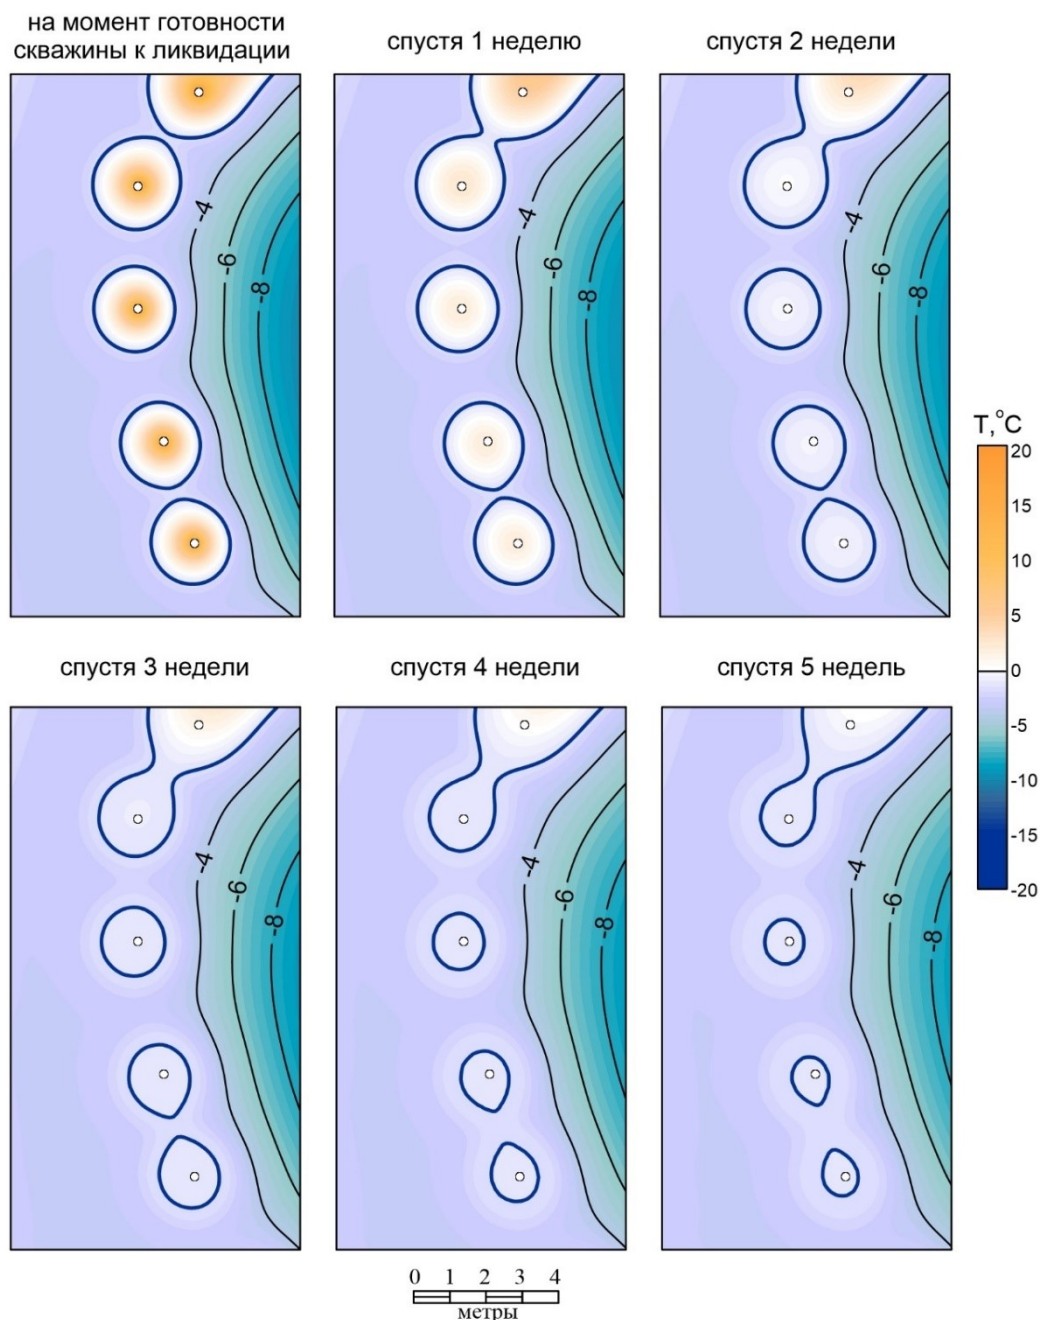 на момент готовности
скважины к ликвидации
спустя 1 неделю
спустя 2 недели
-4
-6
-8
-4
-6
-8
-4
-6
-8
T,°C
20
15
10
5
0
-5
-10
-15
-20
спустя 3 недели
спустя 4 недели
спустя 5 недель
-4
-6
-8
-4
-6
-8
-4
-6
-8
0 1 2 3 4
метры